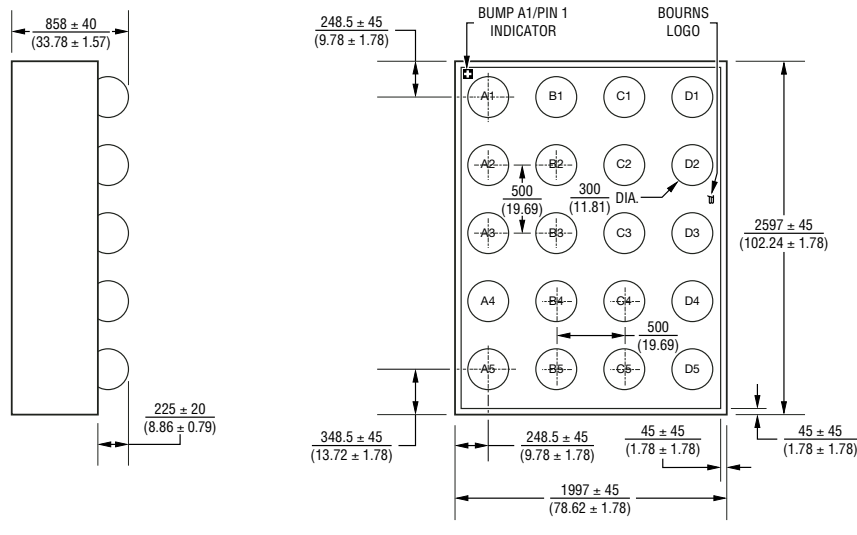 858 ± 40
(33.78 ± 1.57)
248.5 ± 45
(9.78 ± 1.78)
BUMP A1/PIN 1
INDICATOR
BOURNS
LOGO
A1 B1 C1 D1
A2 B2 C2 D2
500
(19.69)
300
(11.81)
DIA.
A3 B3 C3 D3
2597 ± 45
(102.24 ± 1.78)
A4 B4 C4 D4
500
(19.69)
A5 B5 C5 D5
225 ± 20
(8.86 ± 0.79)
348.5 ± 45
(13.72 ± 1.78)
248.5 ± 45
(9.78 ± 1.78)
45 ± 45
(1.78 ± 1.78)
45 ± 45
(1.78 ± 1.78)
1997 ± 45
(78.62 ± 1.78)